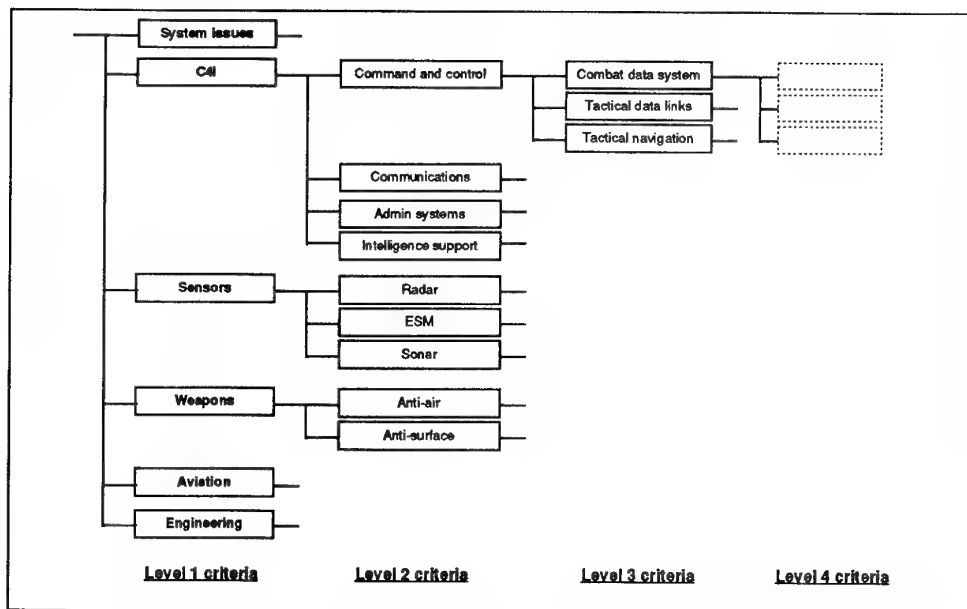 System issues
C4I
Command and control
Combat data system
Tactical data links
Tactical navigation
Communications
Admin systems
Intelligence support
Sensors
Radar
ESM
Sonar
Weapons
Anti-air
Anti-surface
Aviation
Engineering
Level 1 criteria
Level 2 criteria
Level 3 criteria
Level 4 criteria